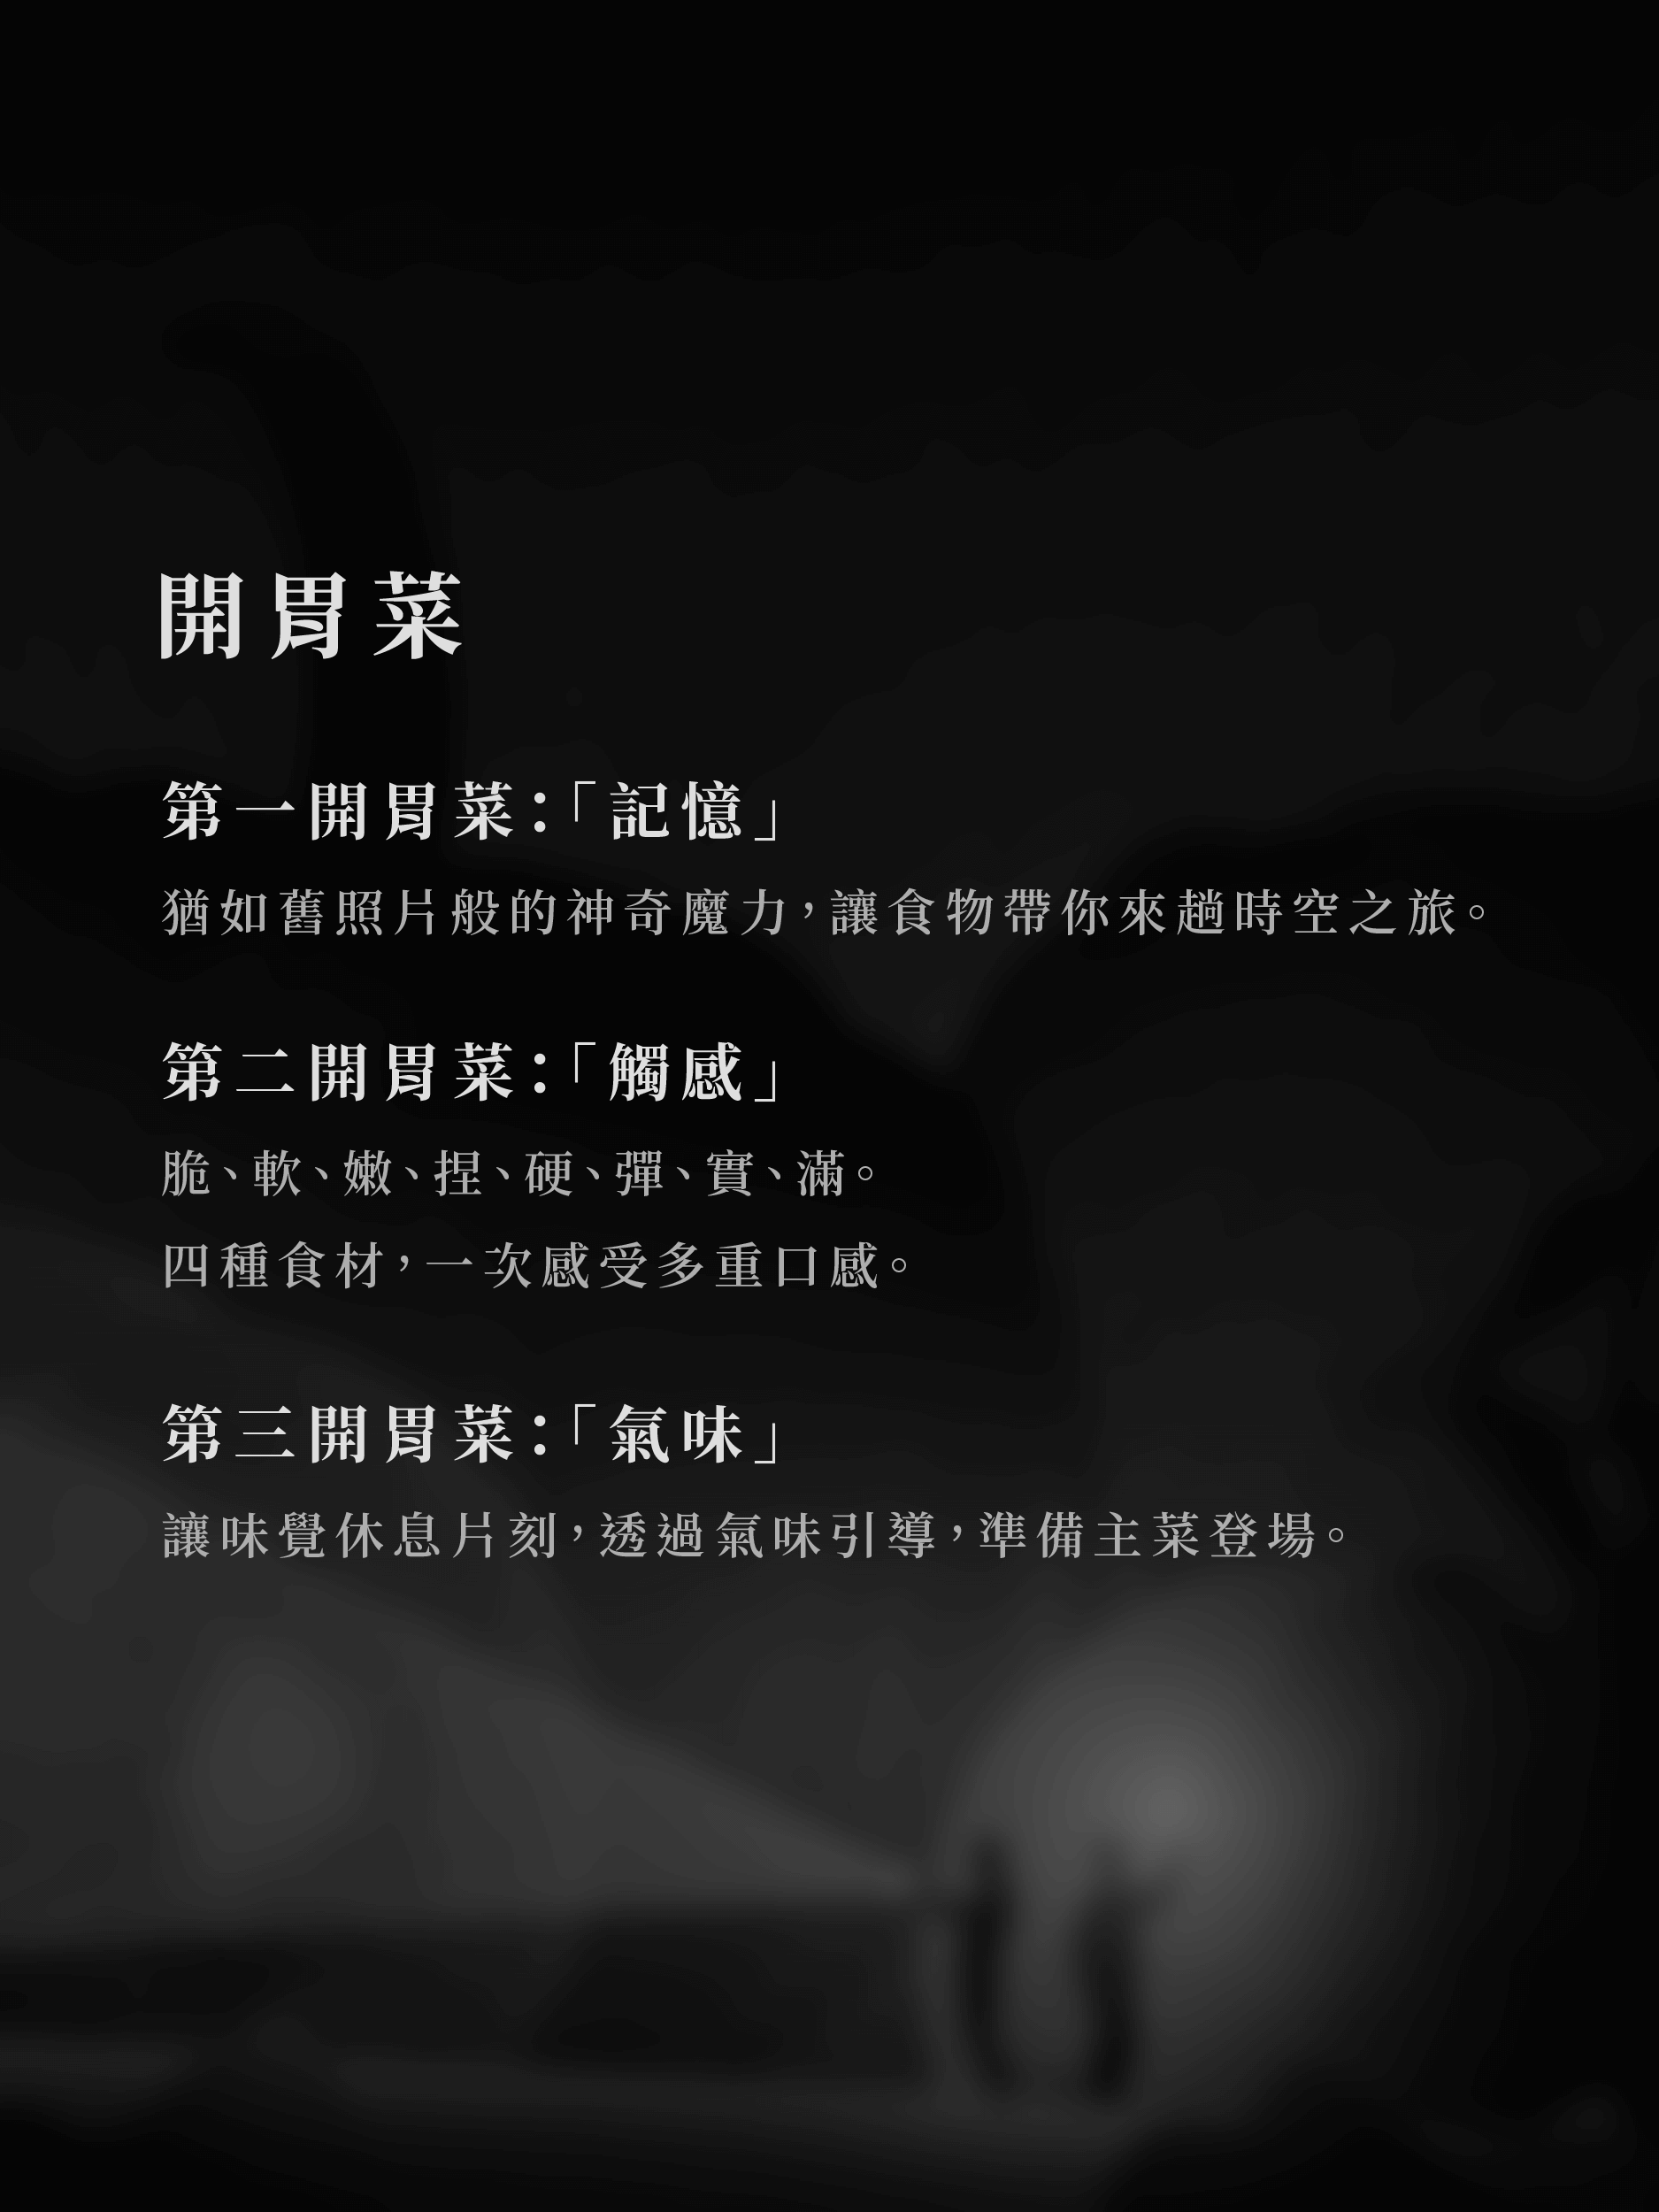 開胃菜
第一開胃菜：「記憶」
猶如舊照片般的神奇魔力，讓食物帶你來趟時空之旅。
第二開胃菜：「觸感」
脆、軟、嫩、捏、硬、彈、實、滿。
四種食材，一次感受多重口感。
第三開胃菜：「氣味」
讓味覺休息片刻，透過氣味引導，準備主菜登場。